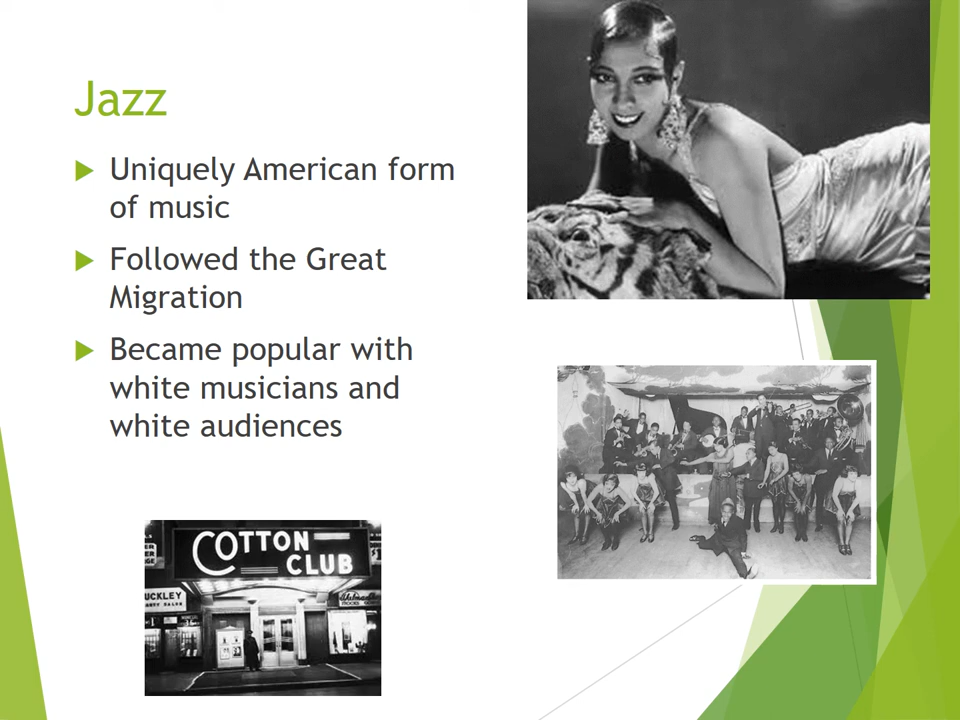 Jazz
Uniquely American form
of music
Followed the Great
Migration
Became popular with
white musicians and
white audiences
COTTON
CLUB
UCKLEY